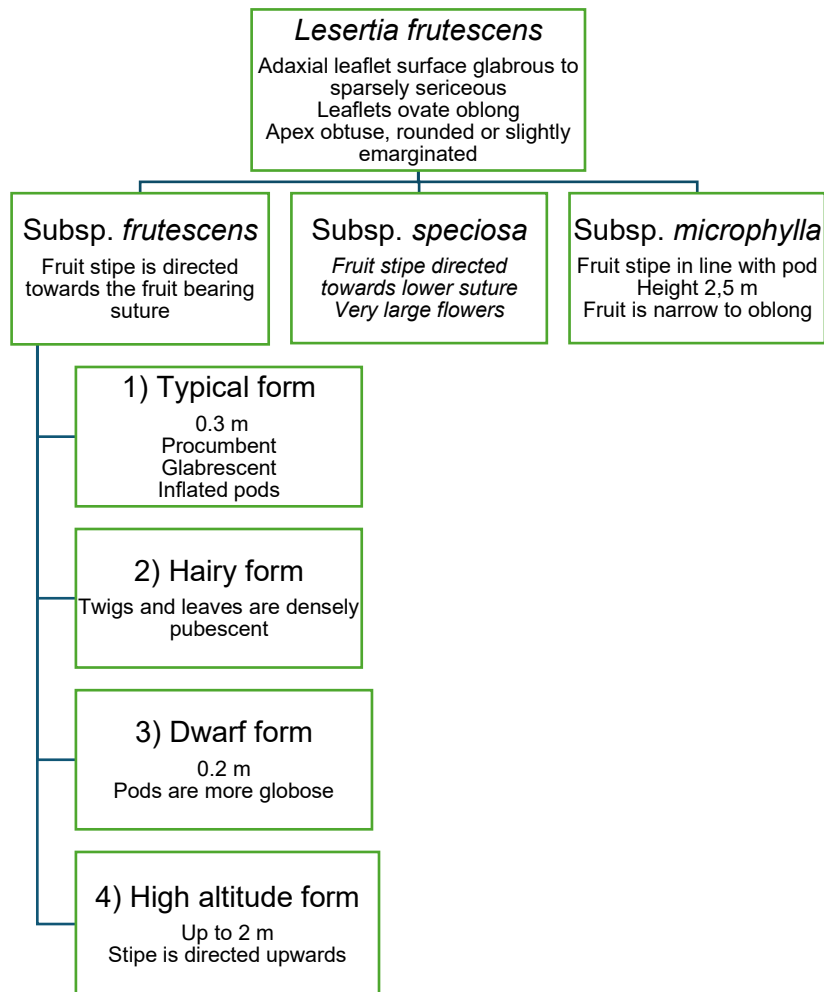 Lesertia frutescens
Adaxial leaflet surface glabrous to
sparsely sericeous
Leaflets ovate oblong
Apex obtuse, rounded or slightly
emarginated
Subsp. frutescens
Fruit stipe is directed
towards the fruit bearing
suture
Subsp. speciosa
Fruit stipe directed
towards lower suture
Very large flowers
Subsp. microphylla
Fruit stipe in line with pod
Height 2,5 m
Fruit is narrow to oblong
1) Typical form
0.3 m
Procumbent
Glabrescent
Inflated pods
2) Hairy form
Twigs and leaves are densely
pubescent
3) Dwarf form
0.2 m
Pods are more globose
4) High altitude form
Up to 2 m
Stipe is directed upwards